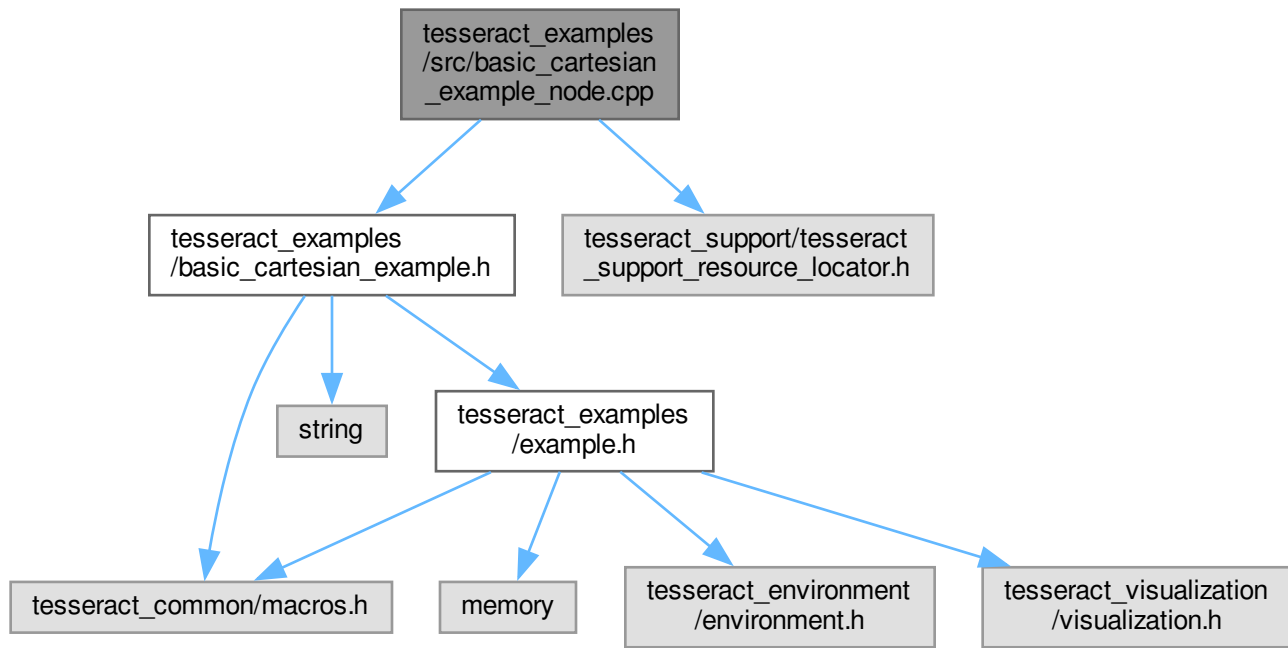 tesseract_examples
/src/basic_cartesian
_example_node.cpp
tesseract_examples
/basic_cartesian_example.h
tesseract_support/tesseract
_support_resource_locator.h
string
tesseract_examples
/example.h
tesseract_common/macros.h
memory
tesseract_environment
/environment.h
tesseract_visualization
/visualization.h